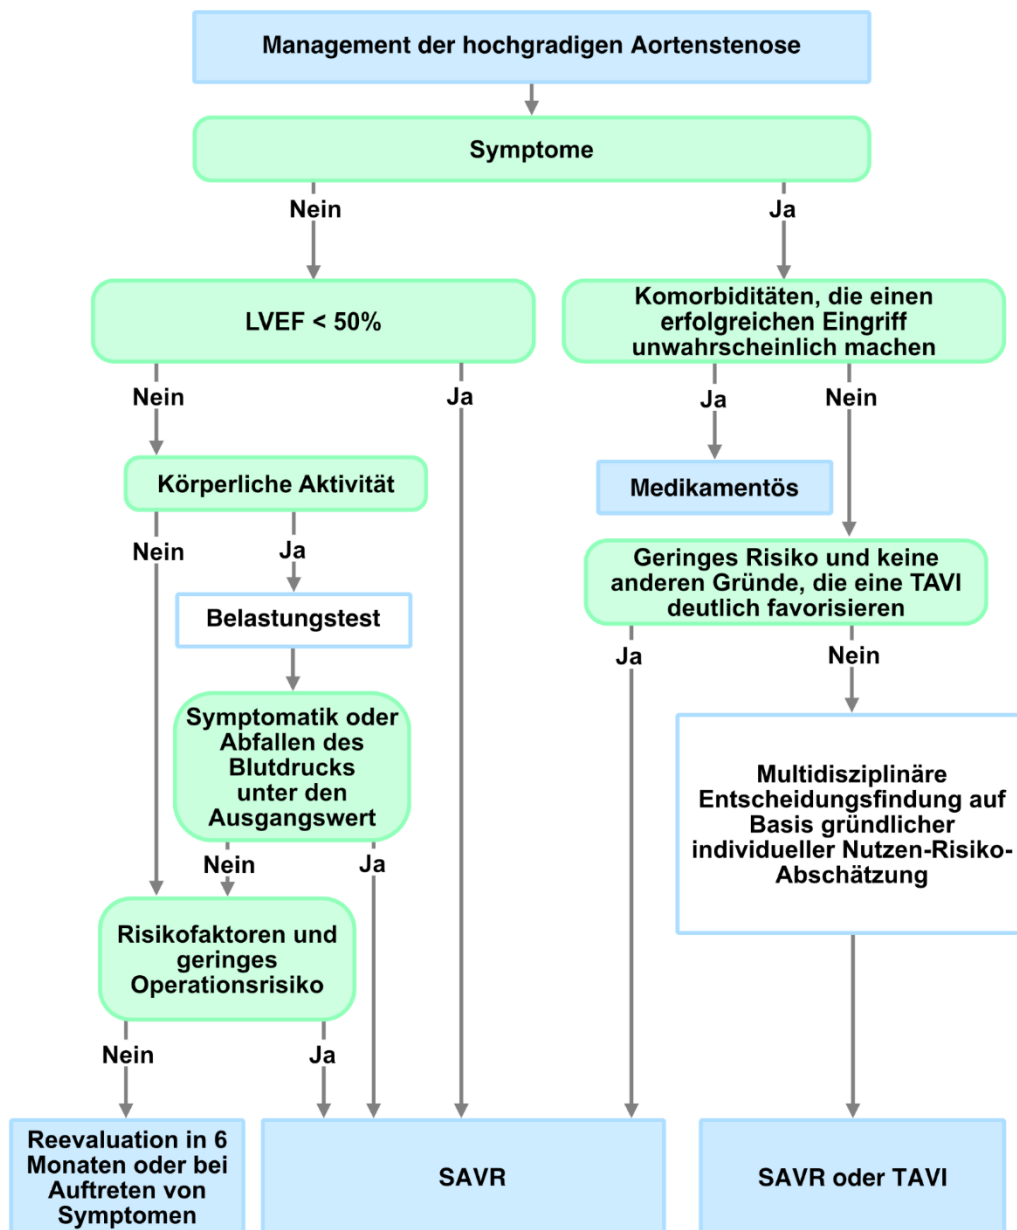 Management der hochgradigen Aortenstenose
Symptome
Nein
Ja
LVEF < 50%
Komorbiditäten, die einen
erfolgreichen Eingriff
unwahrscheinlich machen
Nein
Ja
Ja
Nein
Körperliche Aktivität
Medikamentös
Nein
Ja
Geringes Risiko und keine
anderen Gründe, die eine TAVI
deutlich favorisieren
Belastungstest
Ja
Nein
Symptomatik oder
Abfallen des
Blutdrucks
unter den
Ausgangswert
Multidisziplinäre
Entscheidungsfindung auf
Basis gründlicher
individueller Nutzen-Risiko-
Abschätzung
Nein
Ja
Risikofaktoren und
geringes
Operationsrisiko
Nein
Ja
Reevaluation in 6
Monaten oder bei
Auftreten von
Symptomen
SAVR
SAVR oder TAVI